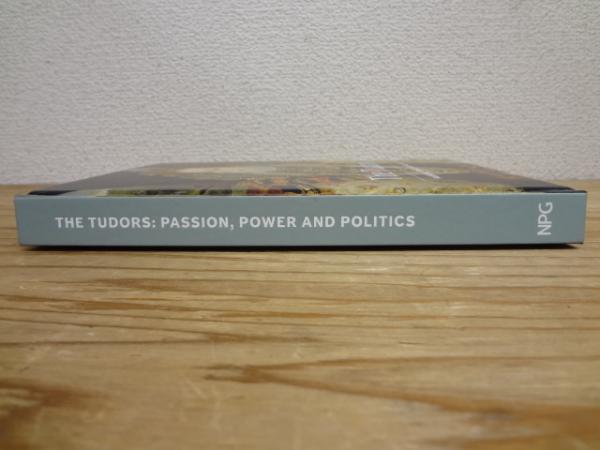 THE TUDORS: PASSION, POWER AND POLITICS
NPG